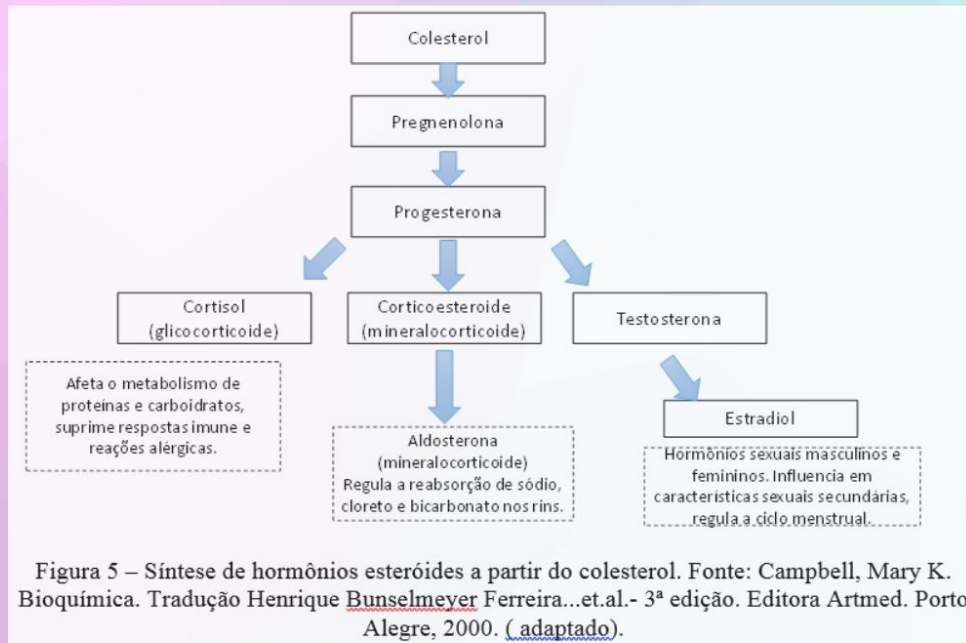 Colesterol
Pregnenolona
Progesterona
Cortisol
(glicocorticoide)
Corticoesteroide
(mineralocorticoide)
Testosterona
Afeta o metabolismo de
proteínas e carboidratos,
suprime respostas imune e
reações alérgicas.
Aldosterona
(mineralocorticoide)
Regula a reabsorção de sódio,
cloreto e bicarbonato nos rins.
Estradiol
Hormônios sexuais masculinos e
femininos. Influencia em
características sexuais secundárias,
regula a ciclo menstrual.
Figura 5 – Síntese de hormônios esteróides a partir do colesterol. Fonte: Campbell, Mary K.
Bioquímica. Tradução Henrique Bunselmeyer Ferreira...et.al.- 3ª edição. Editora Artmed. Porto
Alegre, 2000. ( adaptado).